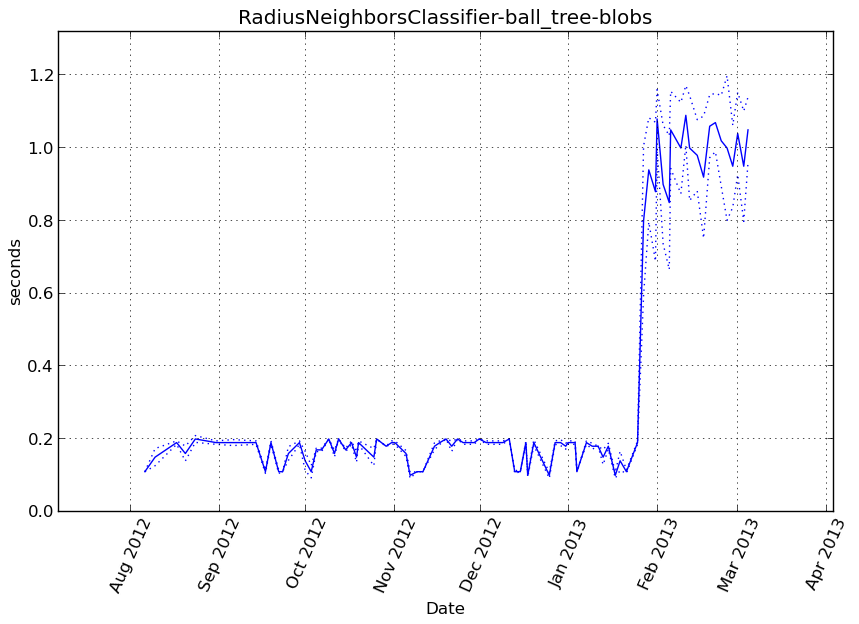 RadiusNeighborsClassifier-ball_tree-blobs
seconds
1.2
1.0
0.8
0.6
0.4
0.2
0.0
Aug 2012
Sep 2012
Oct 2012
Nov 2012
Dec 2012
Jan 2013
Feb 2013
Mar 2013
Apr 2013
Date